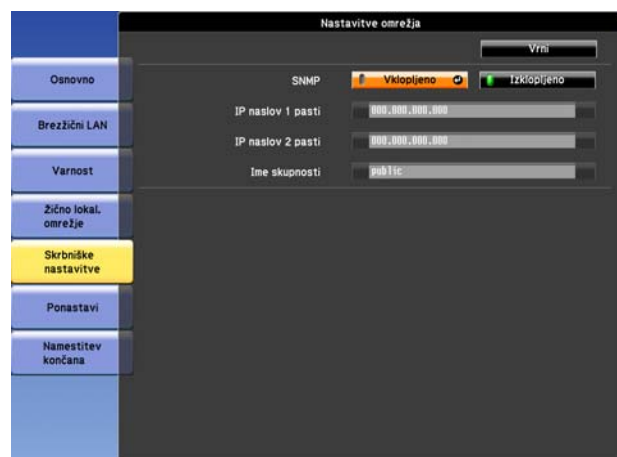 Nastavitve omrežja
Vrni
Osnovno
Brezžični LAN
Varnost
Žično lokal. omrežje
Skrbniške nastavitve
Ponastavi
Namestitev končana
SNMP Vklopljeno Izklopljeno
IP naslov 1 pasti 000.000.000.000
IP naslov 2 pasti 000.000.000.000
Ime skupnosti public